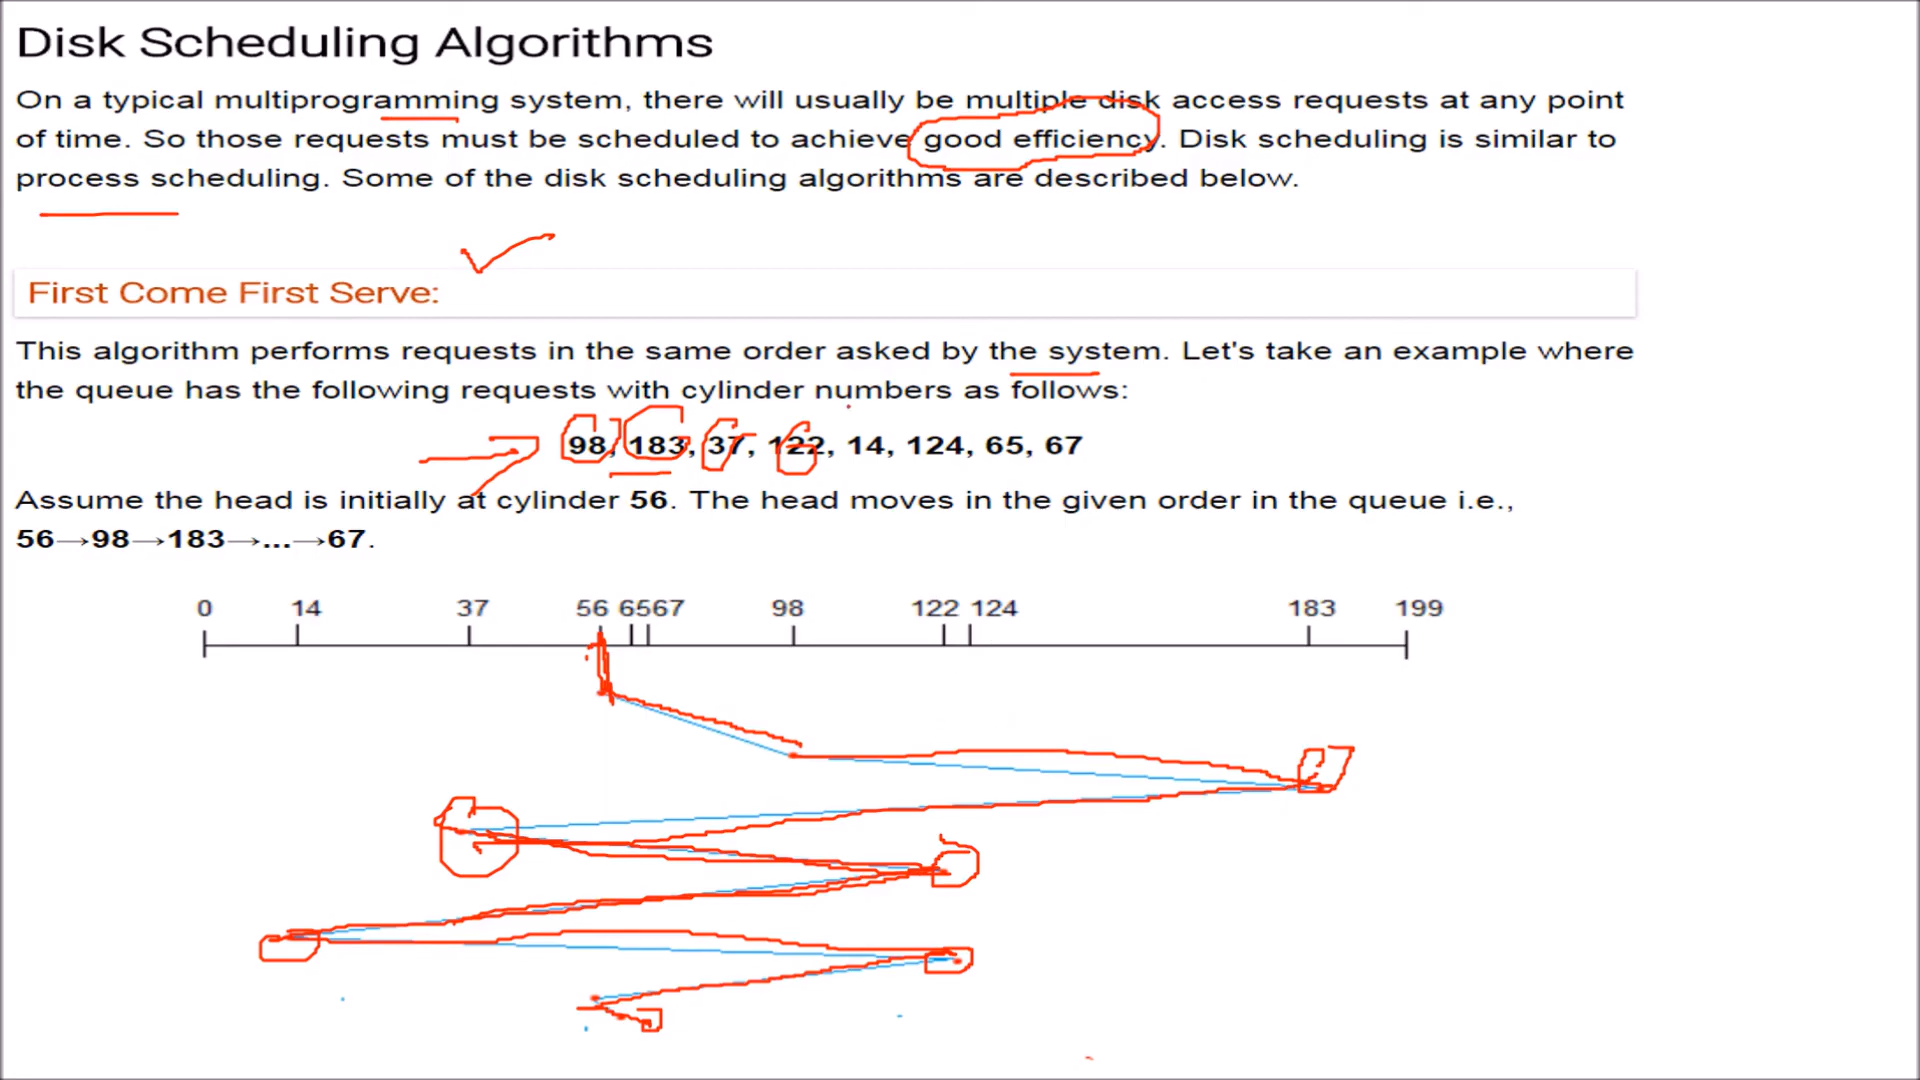 Disk Scheduling Algorithms
On a typical multiprogramming system, there will usually be multiple disk access requests at any point
of time. So those requests must be scheduled to achieve good efficiency. Disk scheduling is similar to
process scheduling. Some of the disk scheduling algorithms are described below.
First Come First Serve:
This algorithm performs requests in the same order asked by the system. Let's take an example where
the queue has the following requests with cylinder numbers as follows:
98, 183, 37, 122, 14, 124, 65, 67
Assume the head is initially at cylinder 56. The head moves in the given order in the queue i.e.,
56→98→183→...→67.
0 14 37 56 65 67 98 122 124 183 199